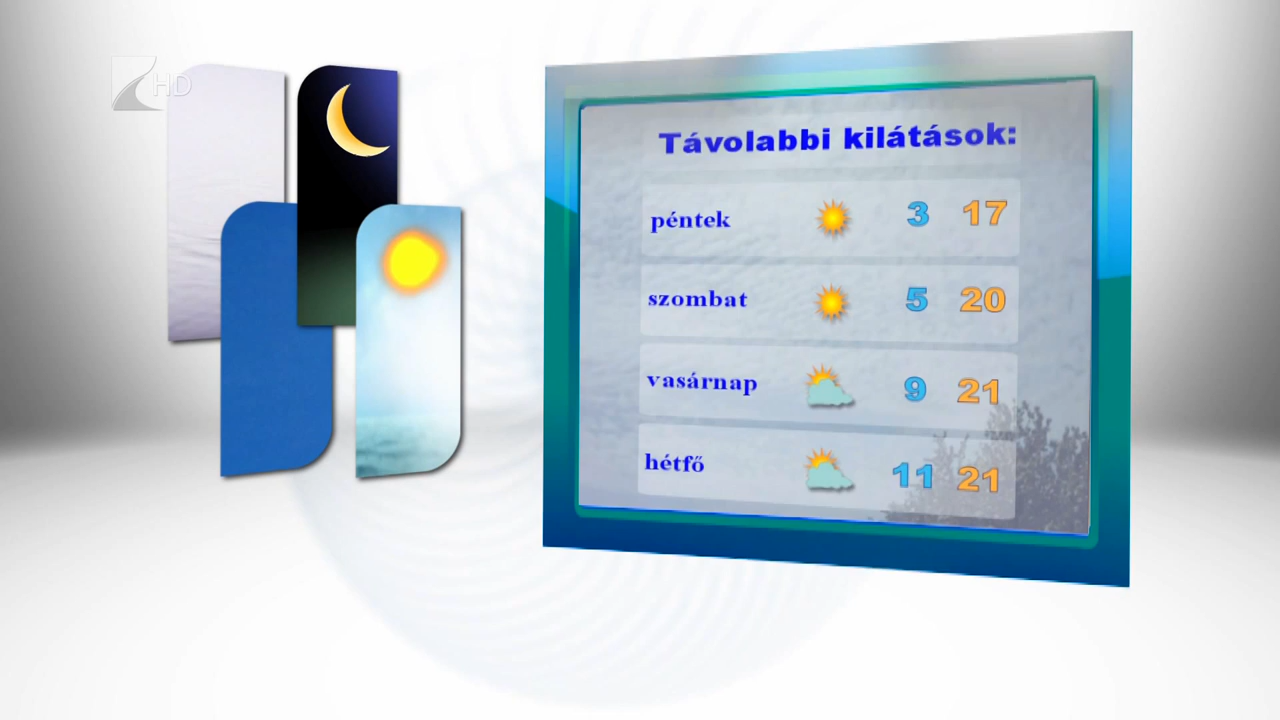 HD
Távolabbi kilátások:
péntek 3 17
szombat 5 20
vasárnap 9 21
hétfő 11 21